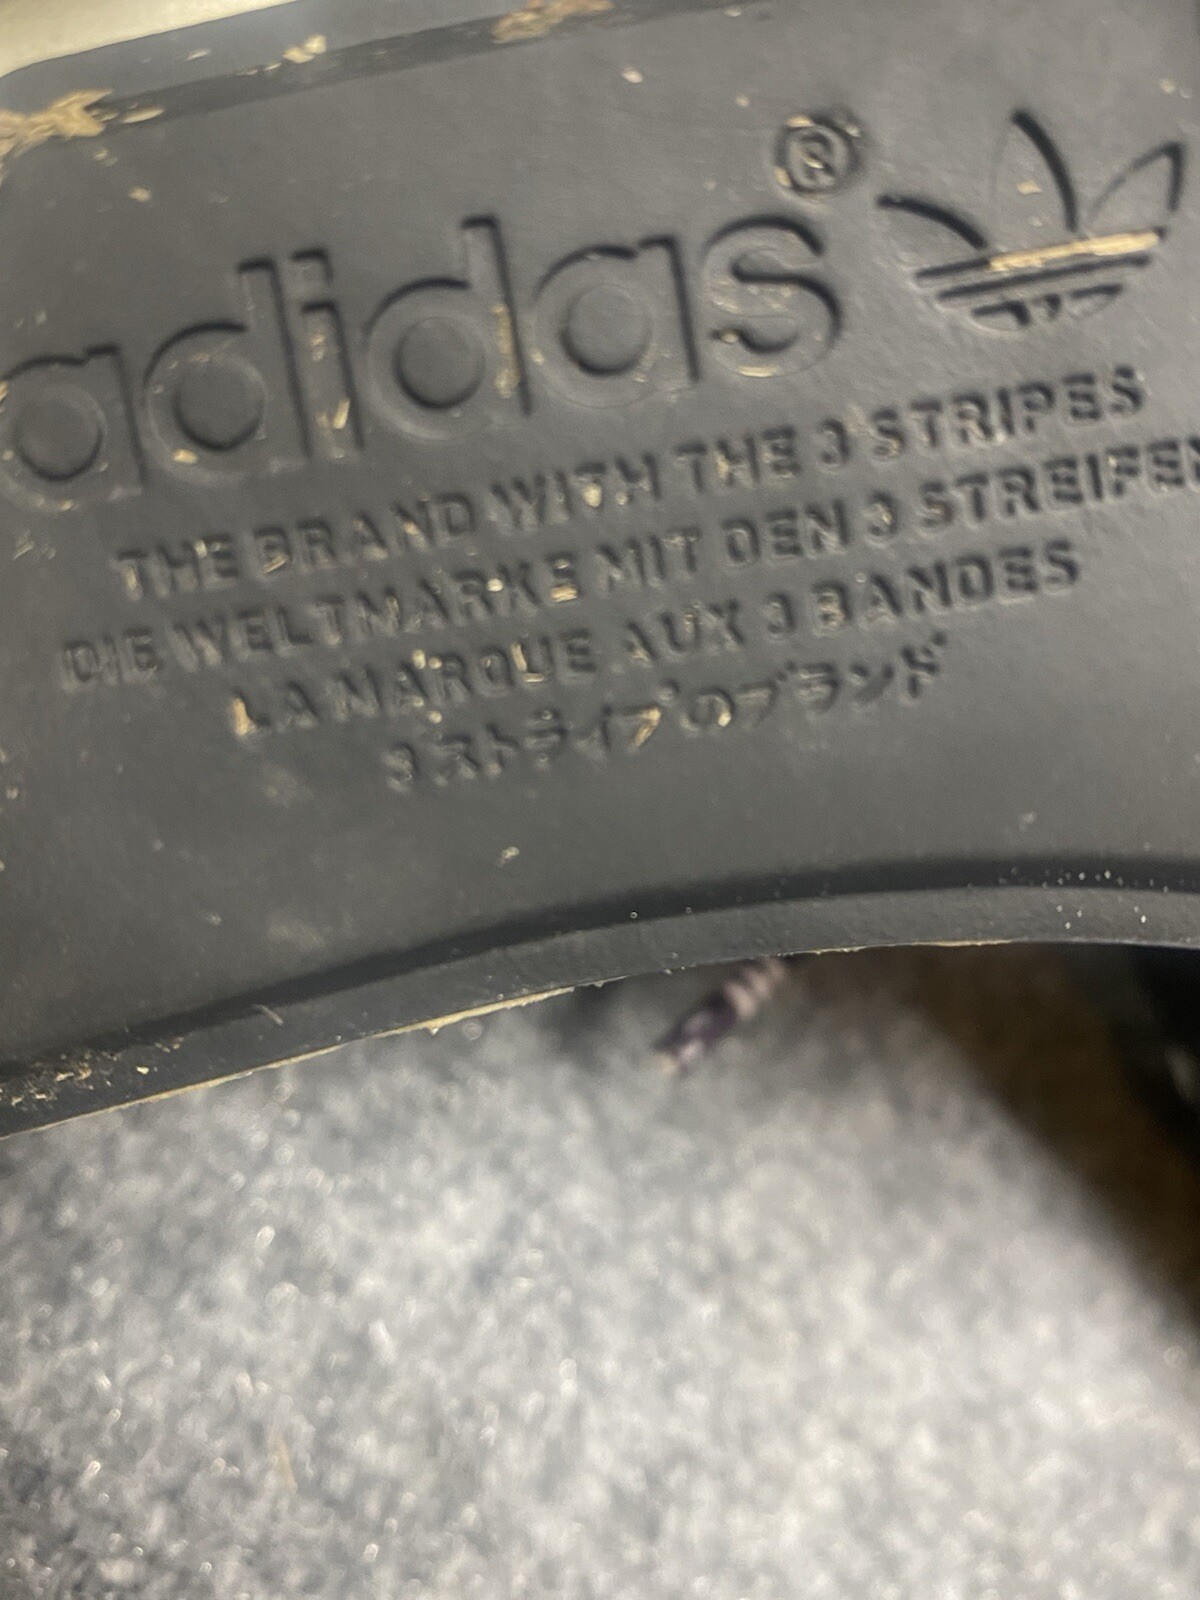 adidas®
THE BRAND WITH THE 3 STRIPES
DIE WELTMARKE MIT DEN 3 STREIFEN
LA MARQUE AUX 3 BANDES
3ストライプのブランド